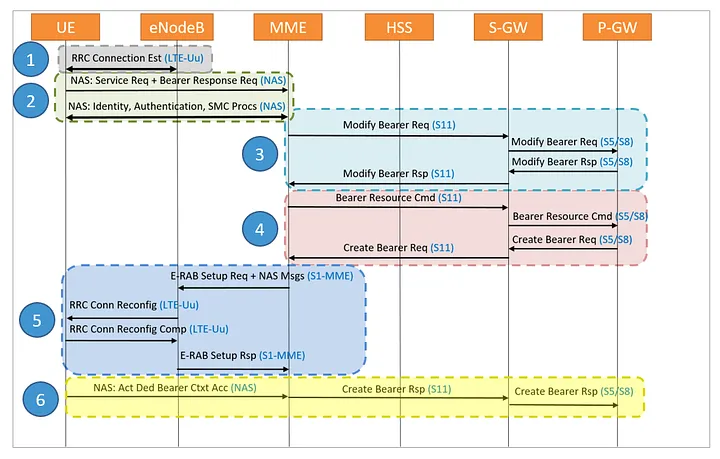 UE eNodeB MME HSS S-GW P-GW
1
RRC Connection Est (LTE-Uu)
2
NAS: Service Req + Bearer Response Req (NAS)
NAS: Identity, Authentication, SMC Procs (NAS)
3
Modify Bearer Req (S11)
Modify Bearer Req (S5/S8)
Modify Bearer Rsp (S5/S8)
Modify Bearer Rsp (S11)
4
Bearer Resource Cmd (S11)
Bearer Resource Cmd (S5/S8)
Create Bearer Req (S5/S8)
Create Bearer Req (S11)
5
E-RAB Setup Req + NAS Msgs (S1-MME)
RRC Conn Reconfig (LTE-Uu)
RRC Conn Reconfig Comp (LTE-Uu)
E-RAB Setup Rsp (S1-MME)
6
NAS: Act Ded Bearer Ctxt Acc (NAS)
Create Bearer Rsp (S11)
Create Bearer Rsp (S5/S8)